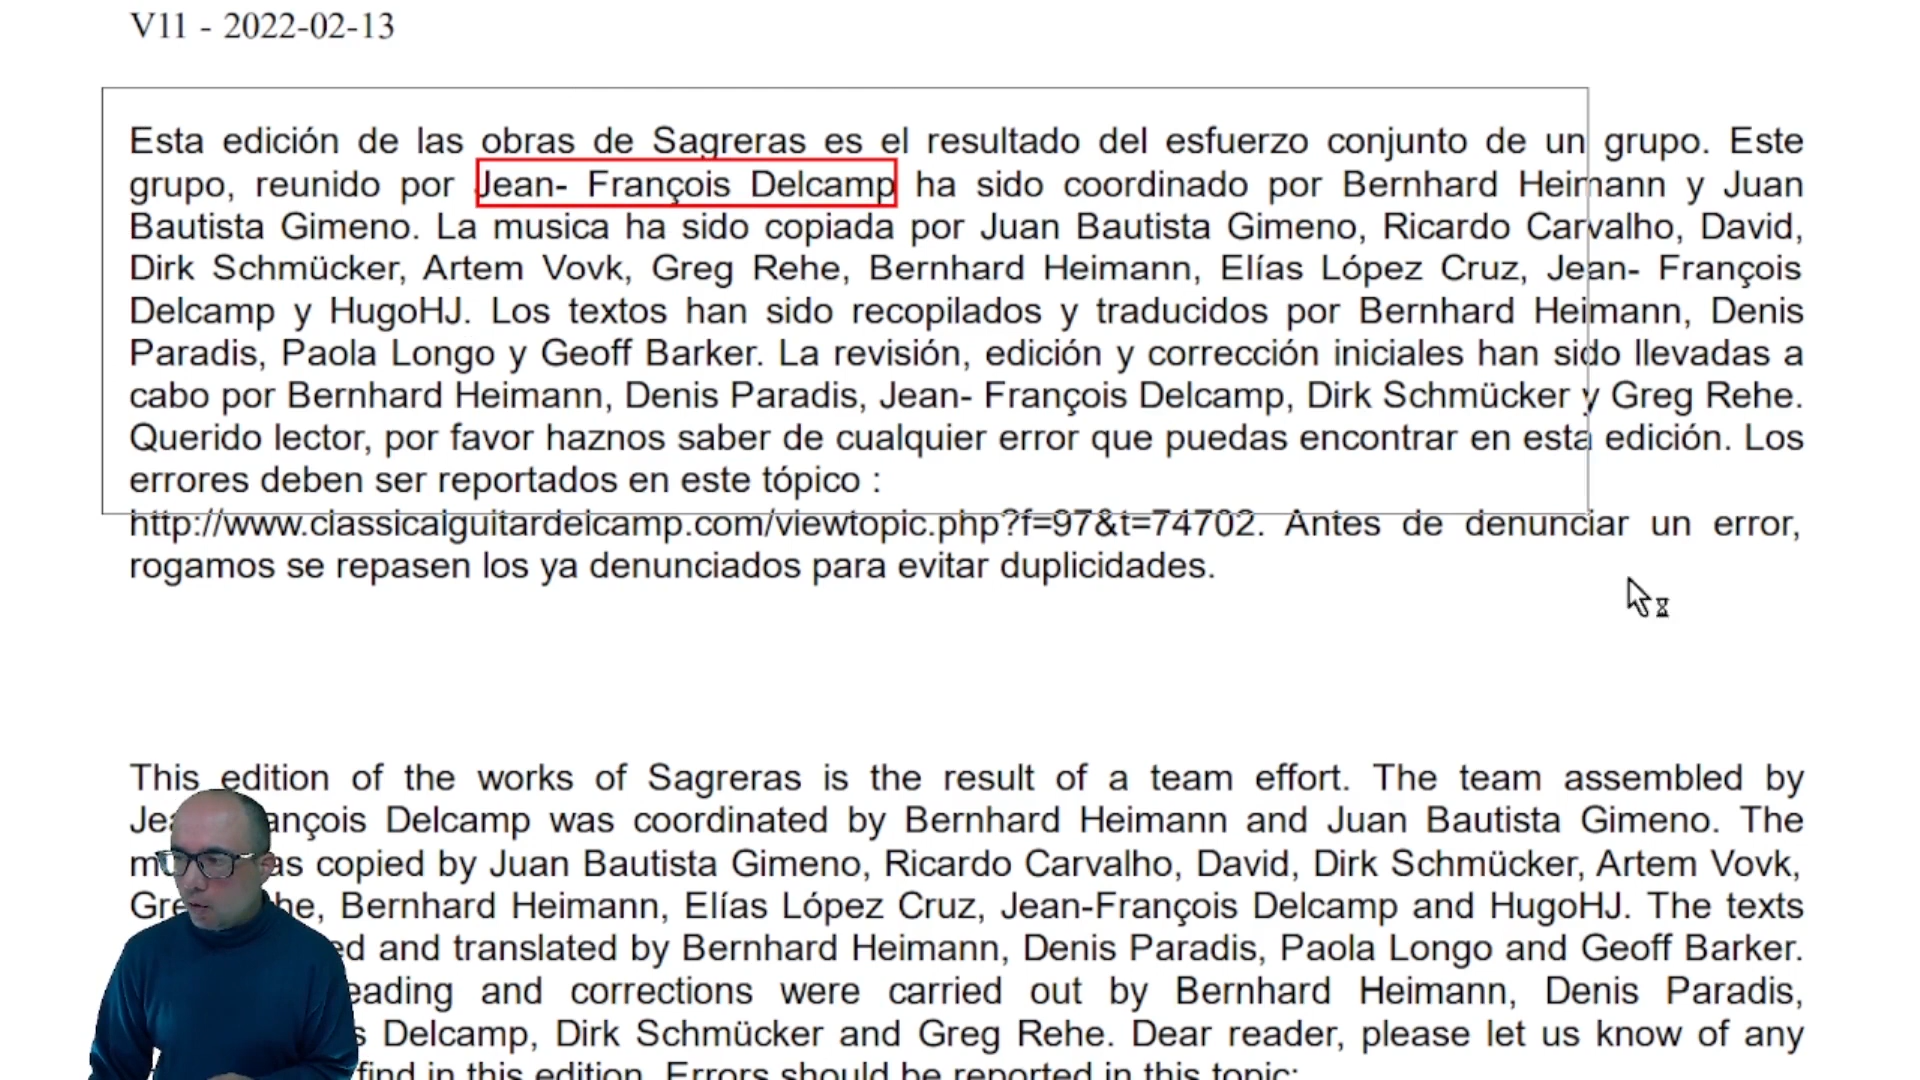 V11 - 2022-02-13
Esta edición de las obras de Sagreras es el resultado del esfuerzo conjunto de un grupo. Este
grupo, reunido por Jean- François Delcamp ha sido coordinado por Bernhard Heimann y Juan
Bautista Gimeno. La musica ha sido copiada por Juan Bautista Gimeno, Ricardo Carvalho, David,
Dirk Schmücker, Artem Vovk, Greg Rehe, Bernhard Heimann, Elías López Cruz, Jean- François
Delcamp y HugoHJ. Los textos han sido recopilados y traducidos por Bernhard Heimann, Denis
Paradis, Paola Longo y Geoff Barker. La revisión, edición y corrección iniciales han sido llevadas a
cabo por Bernhard Heimann, Denis Paradis, Jean- François Delcamp, Dirk Schmücker y Greg Rehe.
Querido lector, por favor haznos saber de cualquier error que puedas encontrar en esta edición. Los
errores deben ser reportados en este tópico :
http://www.classicalguitardelcamp.com/viewtopic.php?f=97&t=74702. Antes de denunciar un error,
rogamos se repasen los ya denunciados para evitar duplicidades.
This edition of the works of Sagreras is the result of a team effort. The team assembled by
Delcamp was coordinated by Bernhard Heimann and Juan Bautista Gimeno. The
copied by Juan Bautista Gimeno, Ricardo Carvalho, David, Dirk Schmücker, Artem Vovk,
Bernhard Heimann, Elías López Cruz, Jean-François Delcamp and HugoHJ. The texts
and translated by Bernhard Heimann, Denis Paradis, Paola Longo and Geoff Barker.
and corrections were carried out by Bernhard Heimann, Denis Paradis,
Delcamp, Dirk Schmücker and Greg Rehe. Dear reader, please let us know of any
find in this edition. Errors should be reported in this topic: